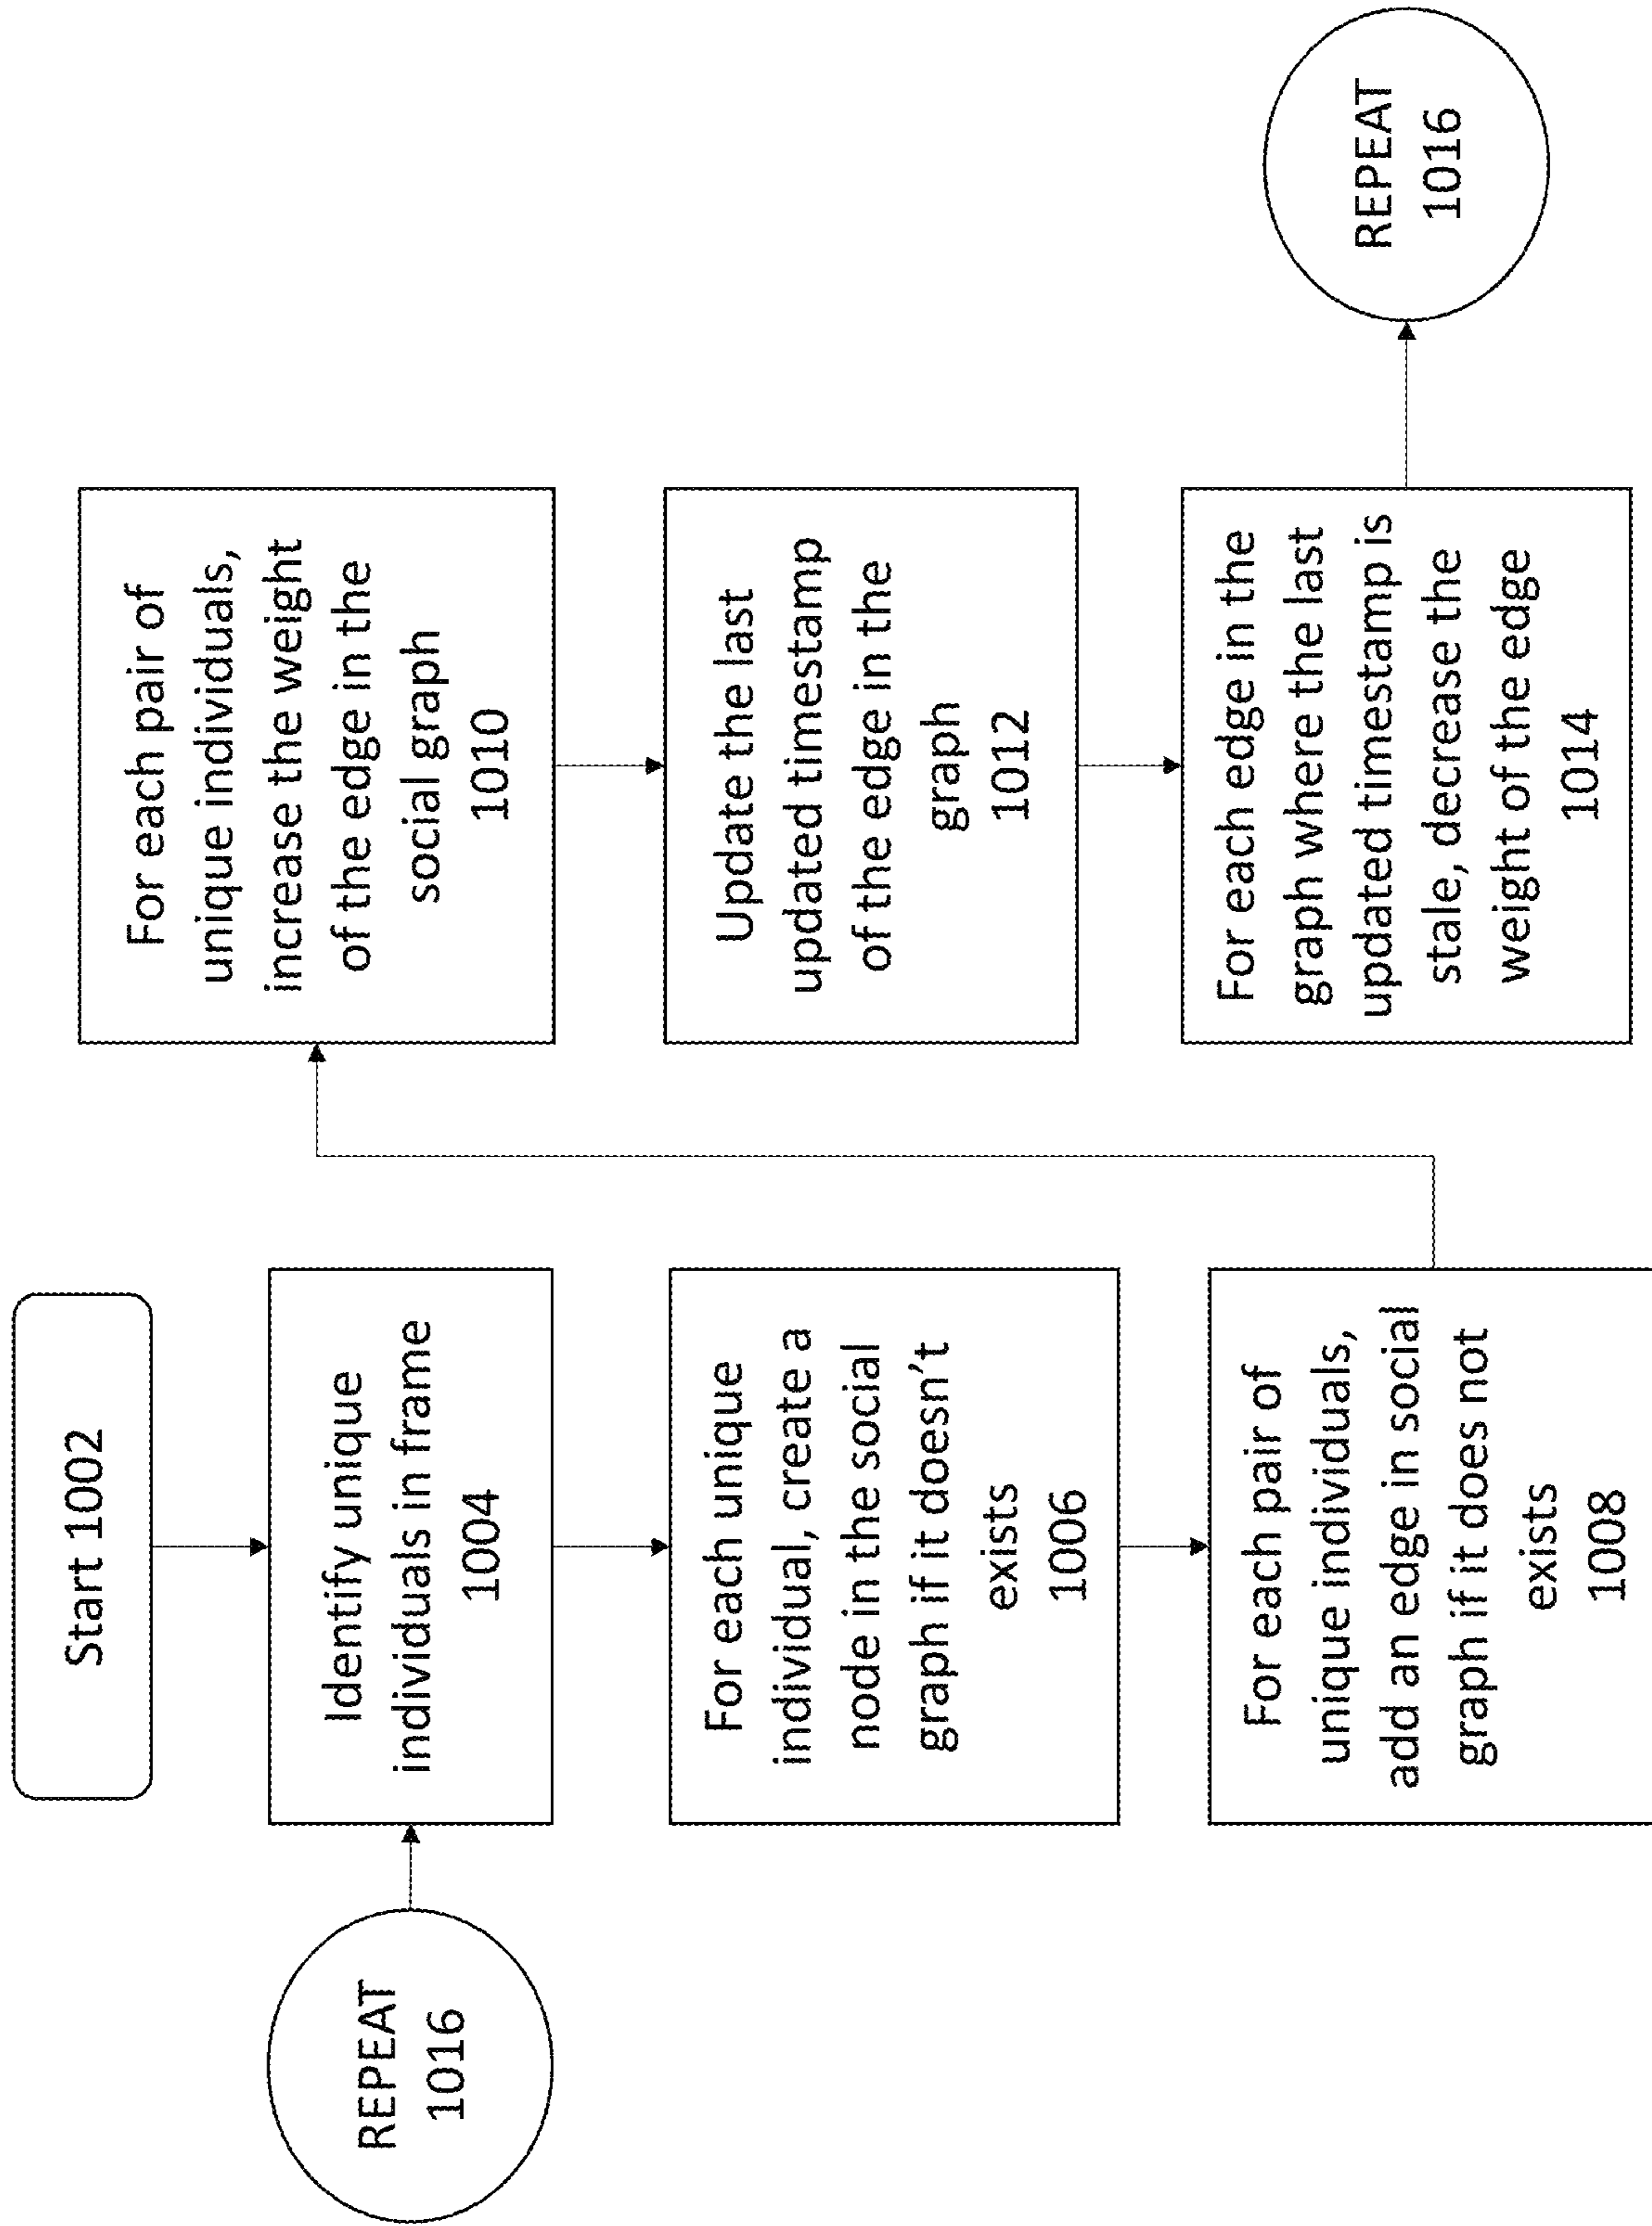 Start 1002
REPEAT
1016
Identify unique
individuals in frame
1004
For each unique
individual, create a
node in the social
graph if it doesn't
exists
1006
For each pair of
unique individuals,
add an edge in social
graph if it does not
exists
1008
For each pair of
unique individuals,
increase the weight
of the edge in the
social graph
1010
Update the last
updated timestamp
of the edge in the
graph
1012
For each edge in the
graph where the last
updated timestamp is
stale, decrease the
weight of the edge
1014
REPEAT
1016